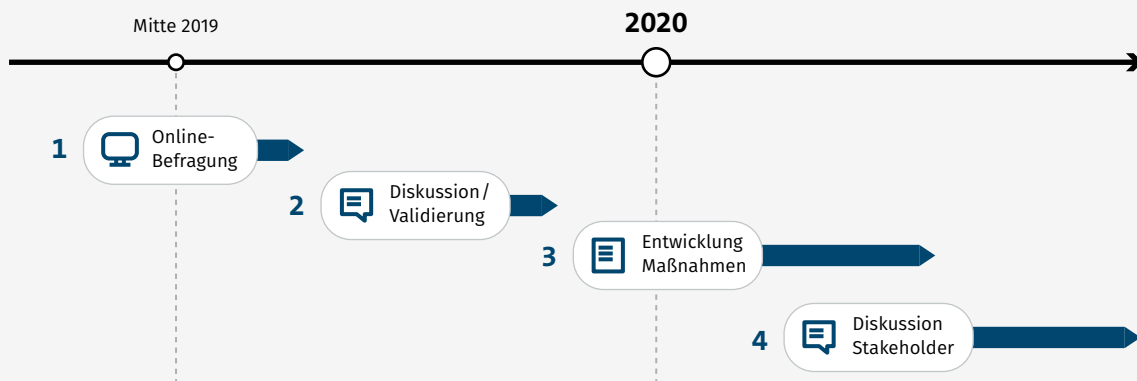 Mitte 2019
2020
1
Online-
Befragung
2
Diskussion/
Validierung
3
Entwicklung
Maßnahmen
4
Diskussion
Stakeholder